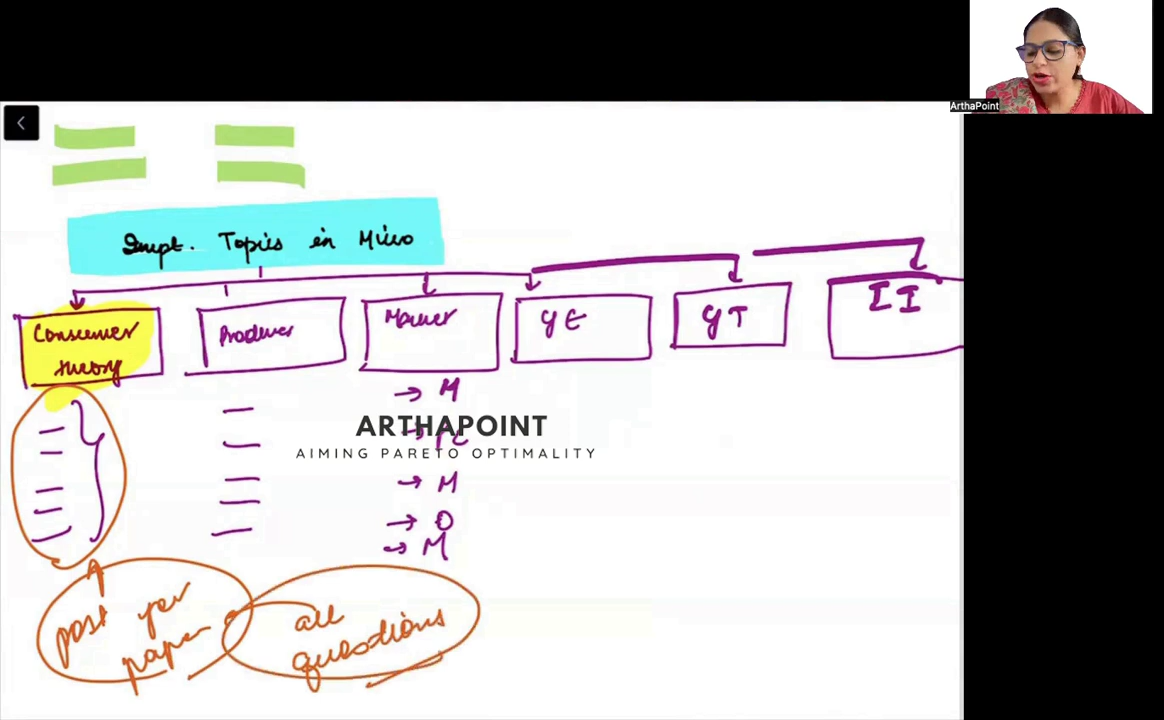 ArthaPoint
Impt. Topics in Micro
Consumer
theory
Producer
Market
GE
GT
II
→ M
ARTHAPOINT
→ PC
AIMING PARETO OPTIMALITY
→ M
→ O
→ M
past year
paper
all
questions